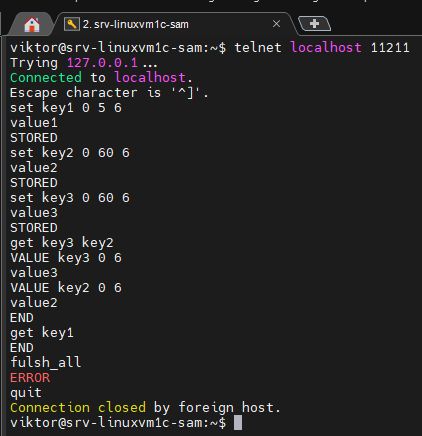 2. srv-linuxvm1c-sam
viktor@srv-linuxvm1c-sam:~$ telnet localhost 11211
Trying 127.0.0.1...
Connected to localhost.
Escape character is '^]'.
set key1 0 5 6
value1
STORED
set key2 0 60 6
value2
STORED
set key3 0 60 6
value3
STORED
get key3 key2
VALUE key3 0 6
value3
VALUE key2 0 6
value2
END
get key1
END
fulsh_all
ERROR
quit
Connection closed by foreign host.
viktor@srv-linuxvm1c-sam:~$